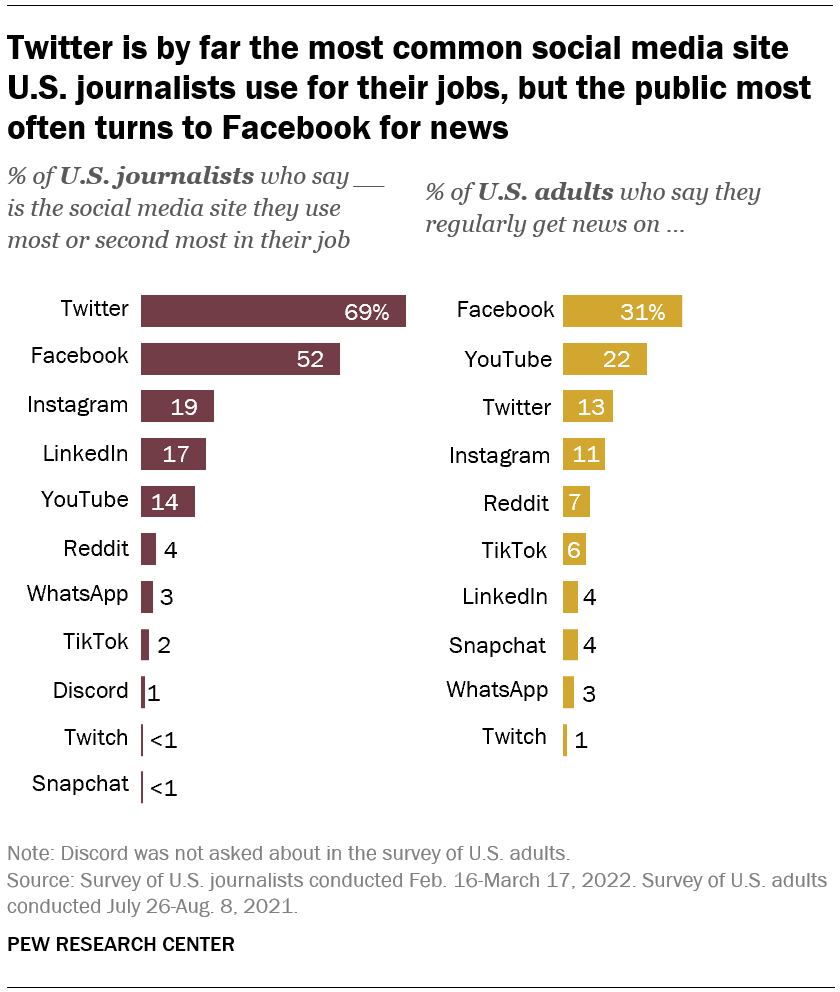 Twitter is by far the most common social media site
U.S. journalists use for their jobs, but the public most
often turns to Facebook for news
% of U.S. journalists who say __
is the social media site they use
most or second most in their job
Twitter 69%
Facebook 52
Instagram 19
LinkedIn 17
YouTube 14
Reddit 4
WhatsApp 3
TikTok 2
Discord 1
Twitch <1
Snapchat <1
% of U.S. adults who say they
regularly get news on ...
Facebook 31%
YouTube 22
Twitter 13
Instagram 11
Reddit 7
TikTok 6
LinkedIn 4
Snapchat 4
WhatsApp 3
Twitch 1
Note: Discord was not asked about in the survey of U.S. adults.
Source: Survey of U.S. journalists conducted Feb. 16-March 17, 2022. Survey of U.S. adults
conducted July 26-Aug. 8, 2021.
PEW RESEARCH CENTER